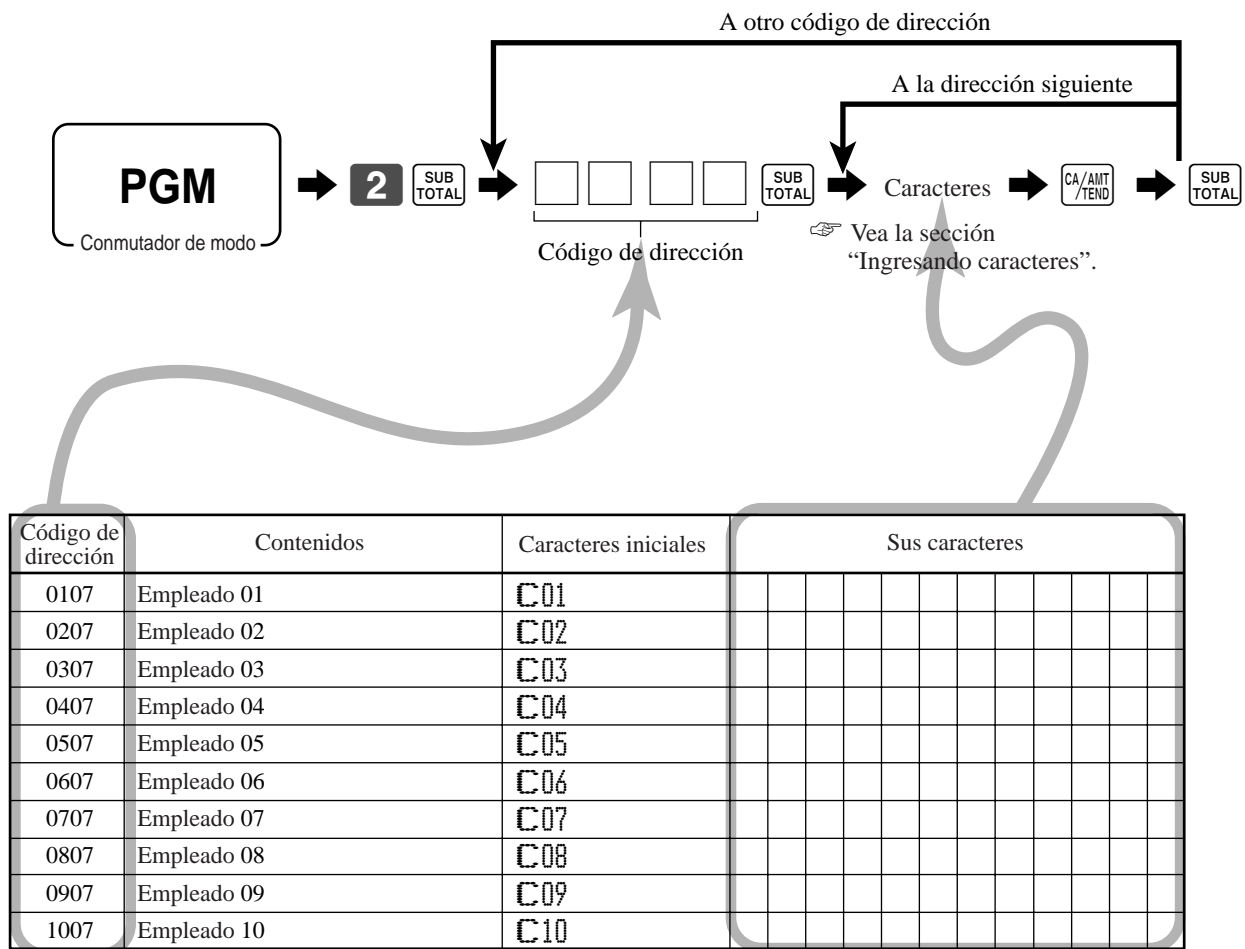 A otro código de dirección
A la dirección siguiente
PGM
Conmutador de modo
2
SUB
TOTAL
SUB
TOTAL
Caracteres
CA/AMT
/TEND
SUB
TOTAL
Código de dirección
☞ Vea la sección
“Ingresando caracteres”.
Código de
dirección
Contenidos
Caracteres iniciales
Sus caracteres
0107 Empleado 01 C01
0207 Empleado 02 C02
0307 Empleado 03 C03
0407 Empleado 04 C04
0507 Empleado 05 C05
0607 Empleado 06 C06
0707 Empleado 07 C07
0807 Empleado 08 C08
0907 Empleado 09 C09
1007 Empleado 10 C10